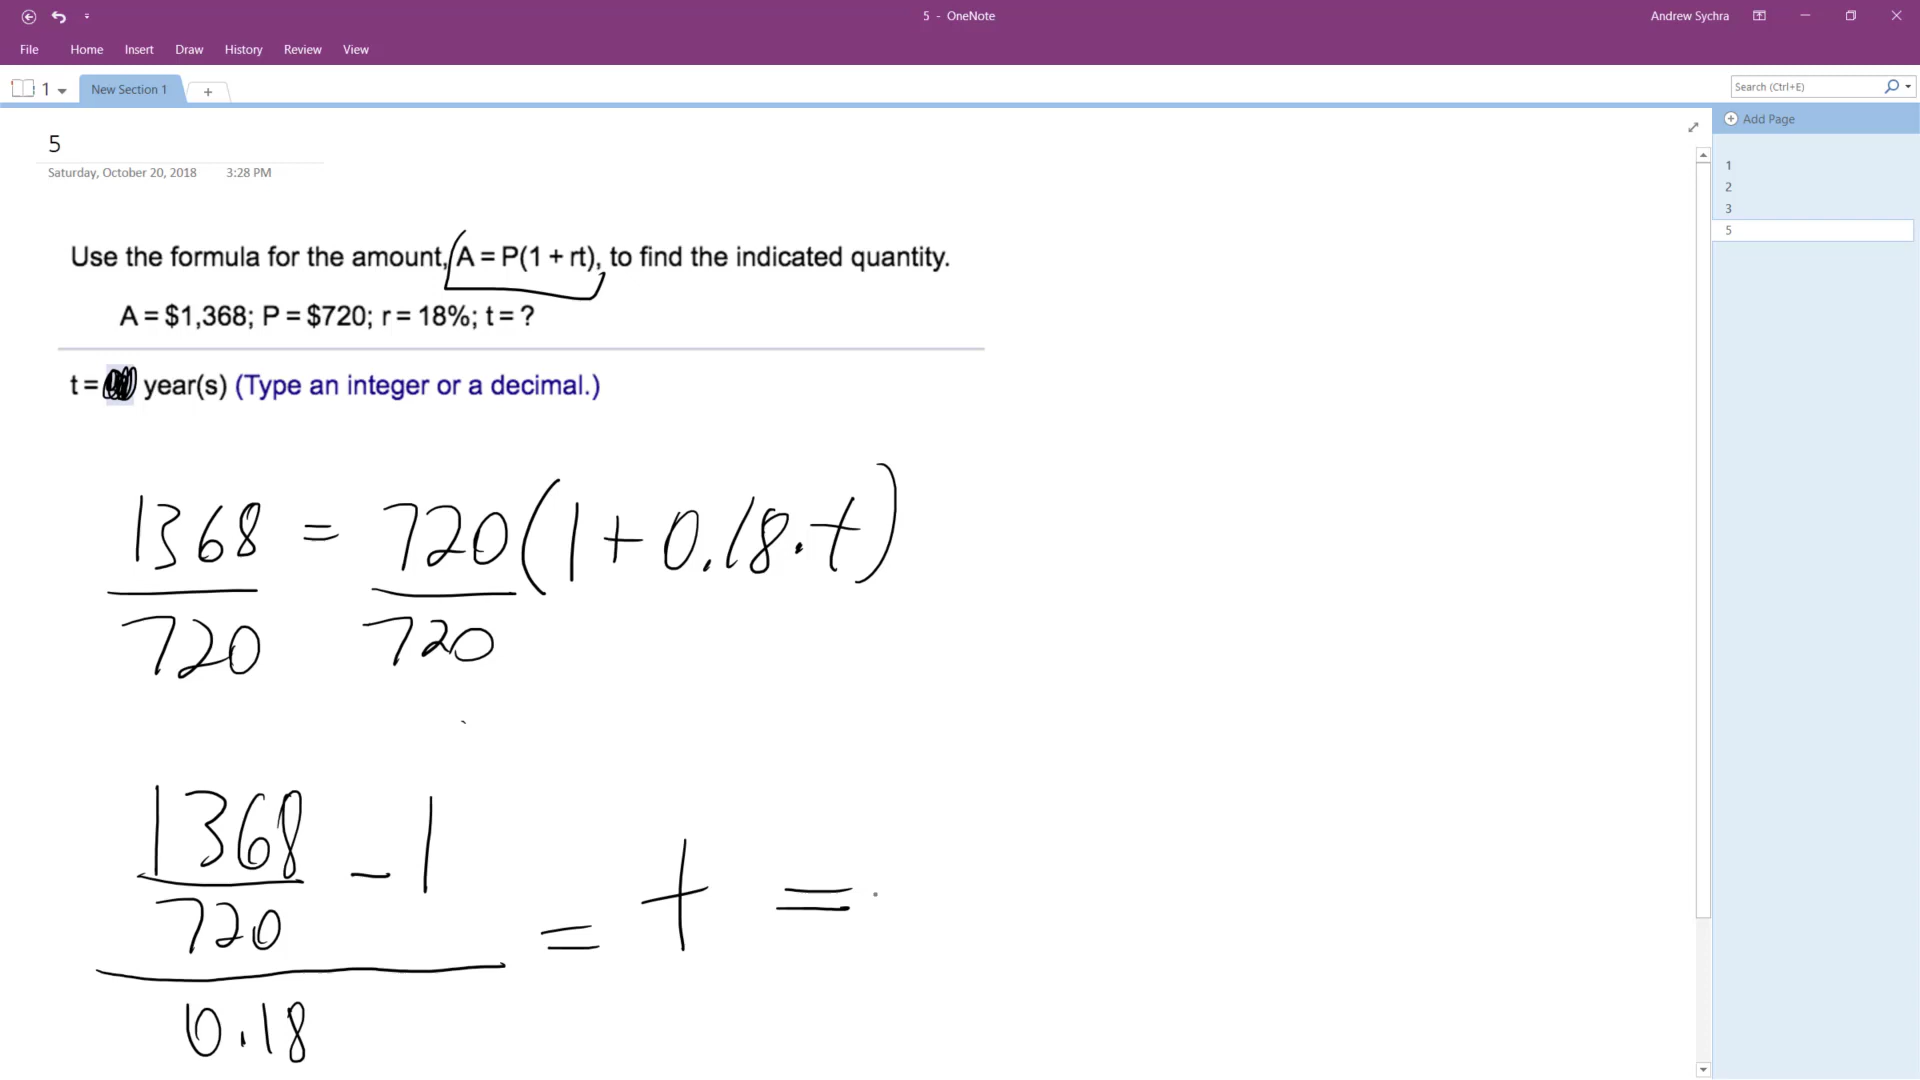 5 - OneNote
Andrew Sychra
File Home Insert Draw History Review View
1 New Section 1 +
Search (Ctrl+E)
Add Page
5
Saturday, October 20, 2018 3:28 PM
1
2
3
5
Use the formula for the amount, A = P(1 + rt), to find the indicated quantity.
A = $1,368; P = $720; r = 18%; t = ?
t = year(s) (Type an integer or a decimal.)
1368 = 720(1 + 0.18 · t)
720 720
1368 - 1
720
= t =
0.18